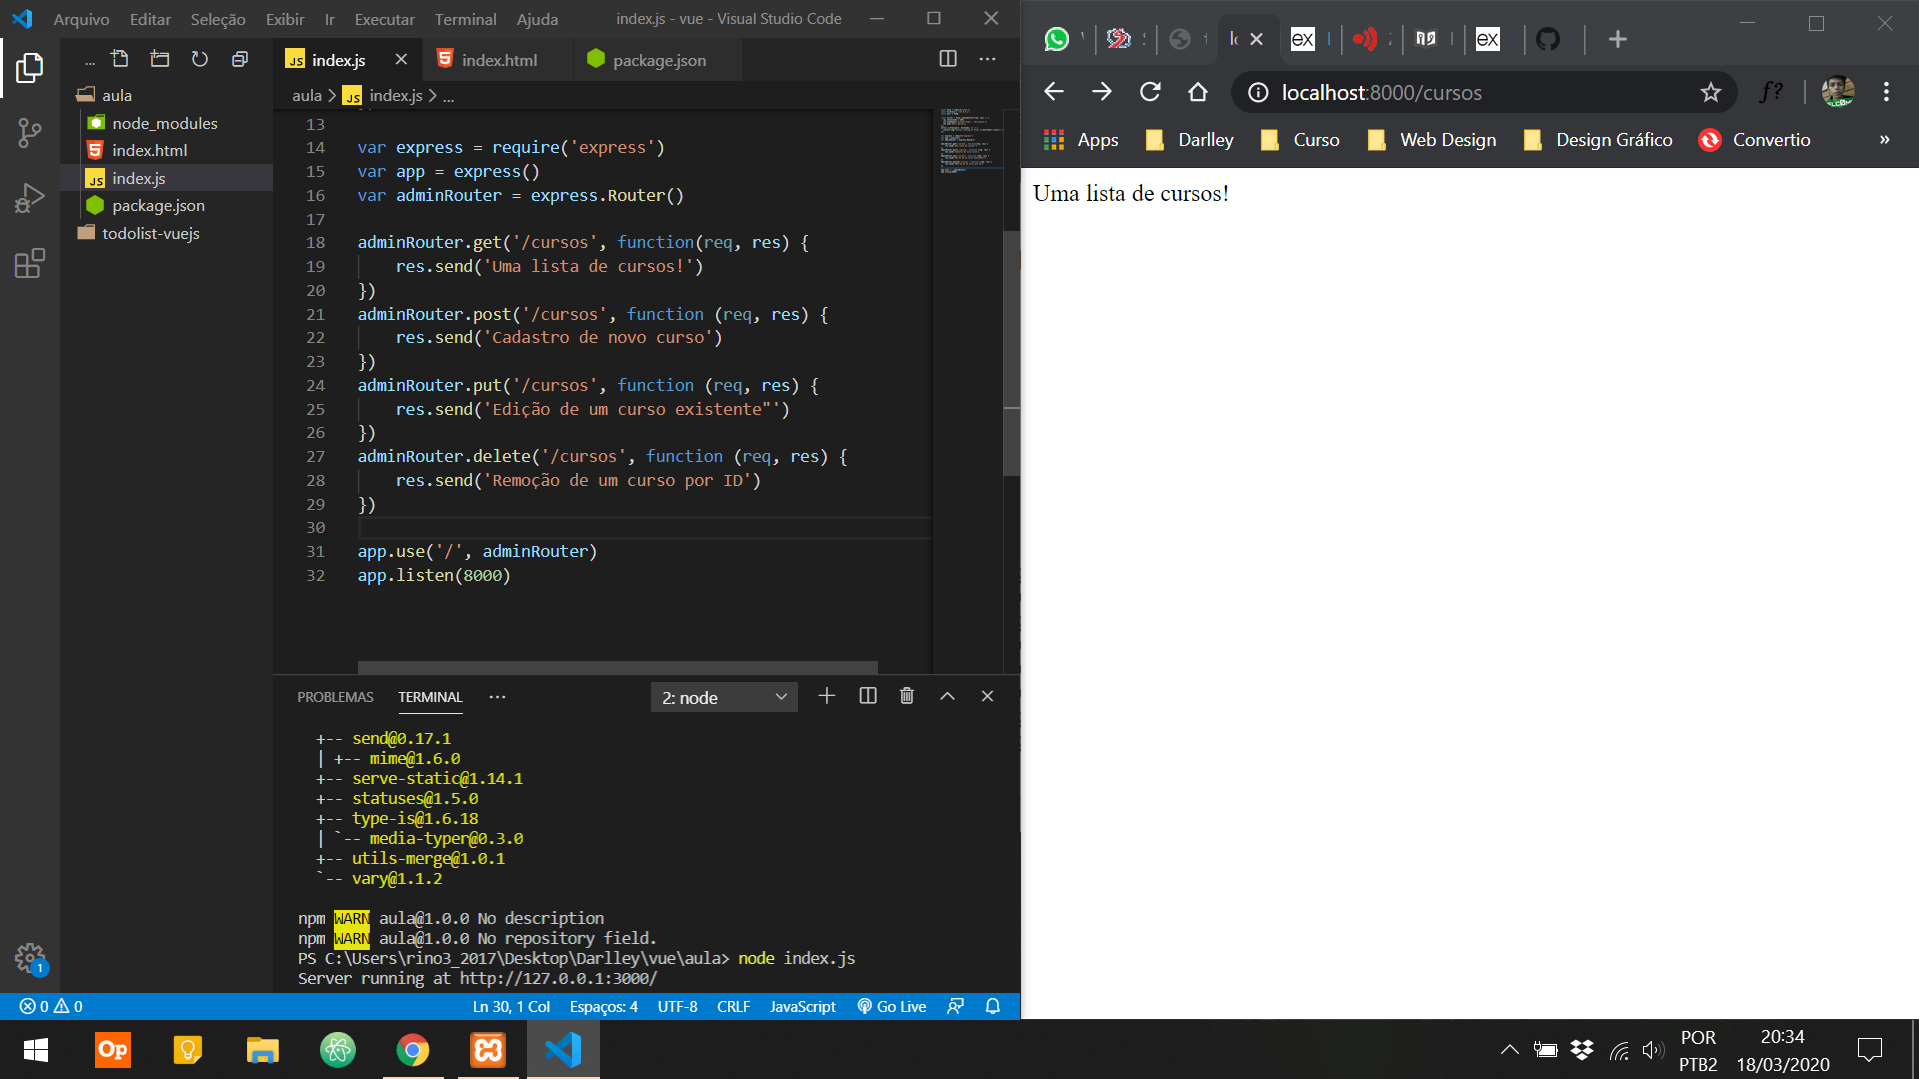 Arquivo Editar Seleção Exibir Ir Executar Terminal Ajuda index.js - vue - Visual Studio Code
...
aula
node_modules
index.html
index.js
package.json
todolist-vuejs
index.js index.html package.json
aula > index.js > ...
13
14 var express = require('express')
15 var app = express()
16 var adminRouter = express.Router()
17
18 adminRouter.get('/cursos', function(req, res) {
19 res.send('Uma lista de cursos!')
20 })
21 adminRouter.post('/cursos', function (req, res) {
22 res.send('Cadastro de novo curso')
23 })
24 adminRouter.put('/cursos', function (req, res) {
25 res.send('Edição de um curso existente"')
26 })
27 adminRouter.delete('/cursos', function (req, res) {
28 res.send('Remoção de um curso por ID')
29 })
30
31 app.use('/', adminRouter)
32 app.listen(8000)
PROBLEMAS TERMINAL ... 2: node
+-- send@0.17.1
| +-- mime@1.6.0
+-- serve-static@1.14.1
+-- statuses@1.5.0
+-- type-is@1.6.18
| `-- media-typer@0.3.0
+-- utils-merge@1.0.1
`-- vary@1.1.2
npm WARN aula@1.0.0 No description
npm WARN aula@1.0.0 No repository field.
PS C:\Users\rino3_2017\Desktop\Darlley\vue\aula> node index.js
Server running at http://127.0.0.1:3000/
1
0 0 Ln 30, 1 Col Espaços: 4 UTF-8 CRLF JavaScript Go Live
ex ex
localhost:8000/cursos f?
Apps Darlley Curso Web Design Design Gráfico Convertio »
Uma lista de cursos!
Op
POR
PTB2
20:34
18/03/2020